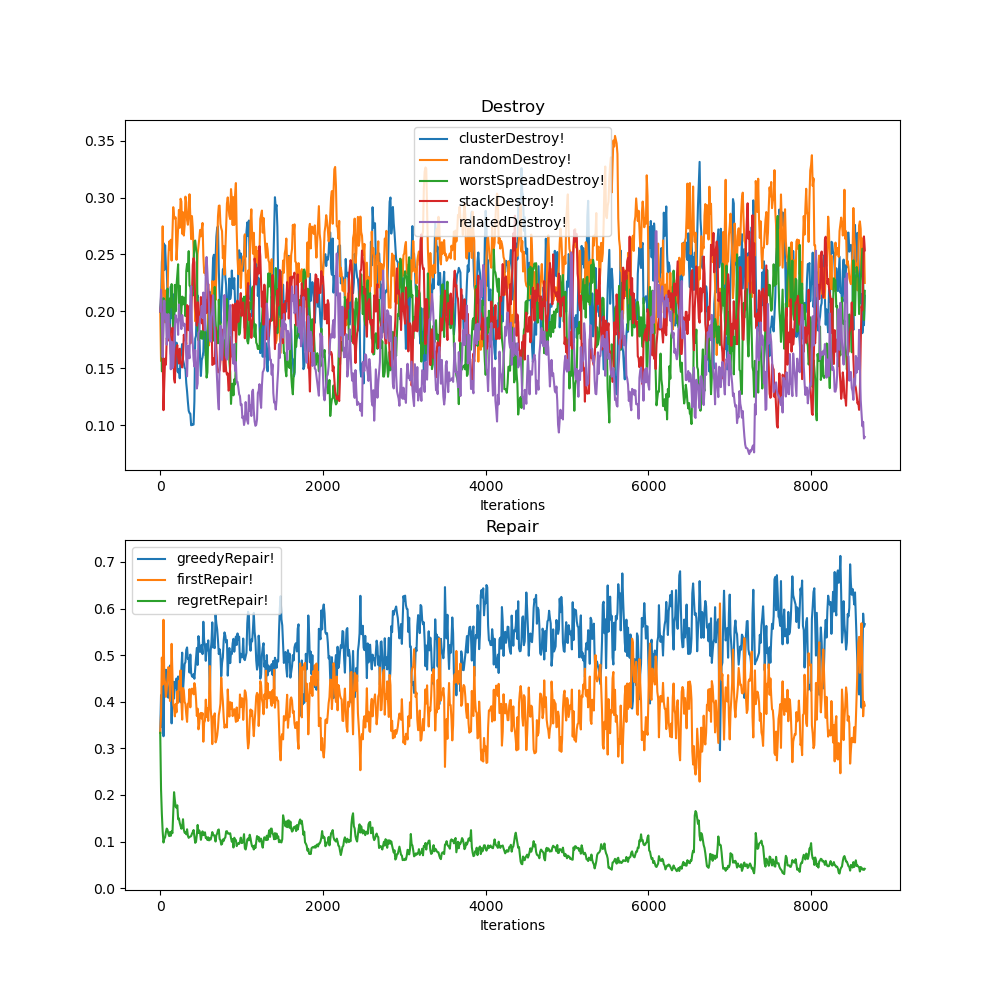 Destroy
0.35
0.30
0.25
0.20
0.15
0.10
clusterDestroy!
randomDestroy!
worstSpreadDestroy!
stackDestroy!
relatedDestroy!
0 2000 4000 6000 8000
Iterations
Repair
0.7
0.6
0.5
0.4
0.3
0.2
0.1
0.0
greedyRepair!
firstRepair!
regretRepair!
0 2000 4000 6000 8000
Iterations